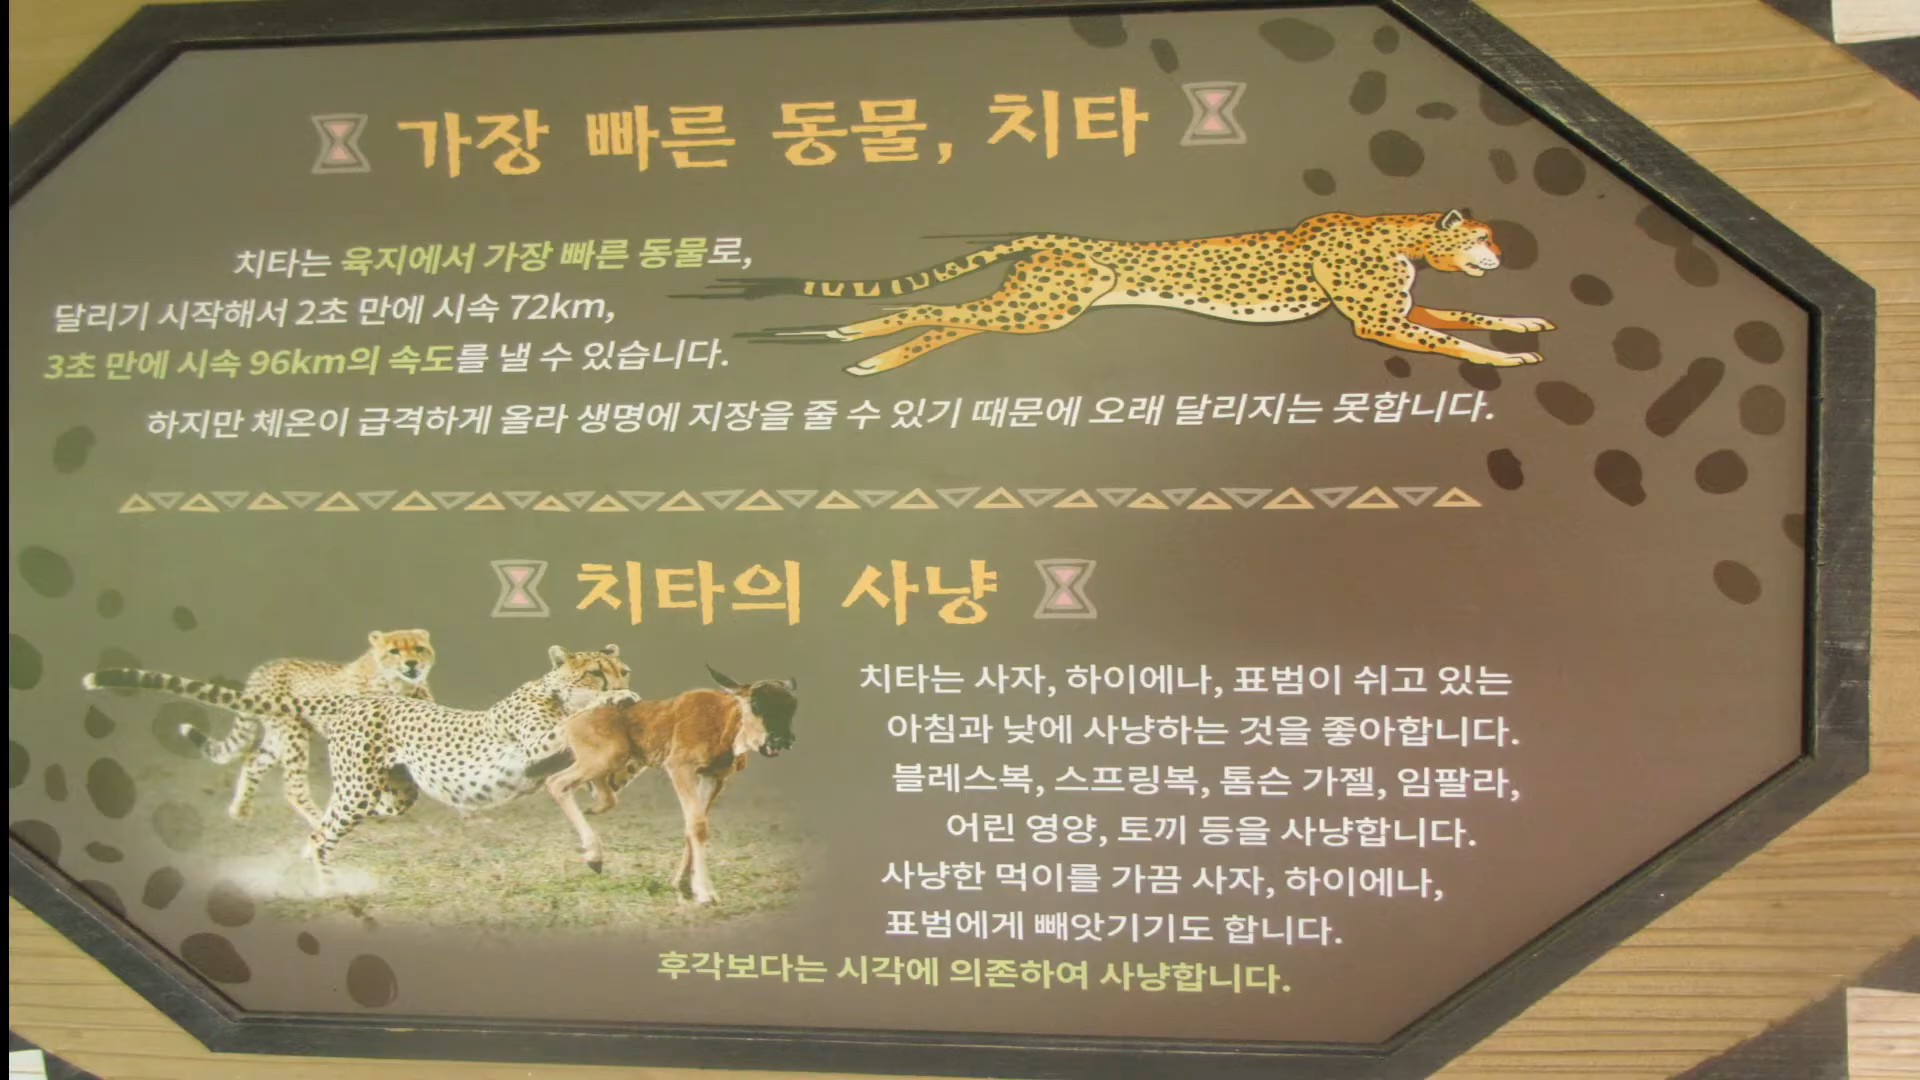 가장 빠른 동물, 치타
치타는 육지에서 가장 빠른 동물로,
달리기 시작해서 2초 만에 시속 72km,
3초 만에 시속 96km의 속도를 낼 수 있습니다.
하지만 체온이 급격하게 올라 생명에 지장을 줄 수 있기 때문에 오래 달리지는 못합니다.
치타의 사냥
치타는 사자, 하이에나, 표범이 쉬고 있는
아침과 낮에 사냥하는 것을 좋아합니다.
블레스복, 스프링복, 톰슨 가젤, 임팔라,
어린 영양, 토끼 등을 사냥합니다.
사냥한 먹이를 가끔 사자, 하이에나,
표범에게 빼앗기기도 합니다.
후각보다는 시각에 의존하여 사냥합니다.